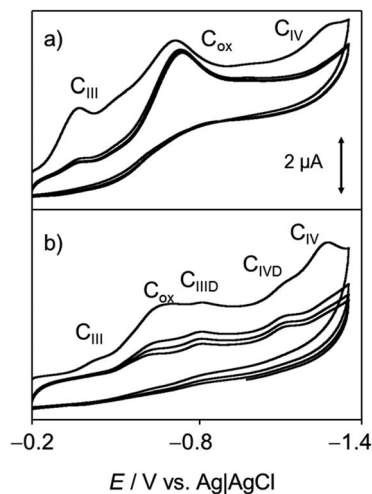 a)
C_III
C_ox
C_IV
2 µA
b)
C_III
C_ox
C_IIID
C_IVD
C_IV
−0.2
−0.8
−1.4
E / V vs. Ag|AgCl